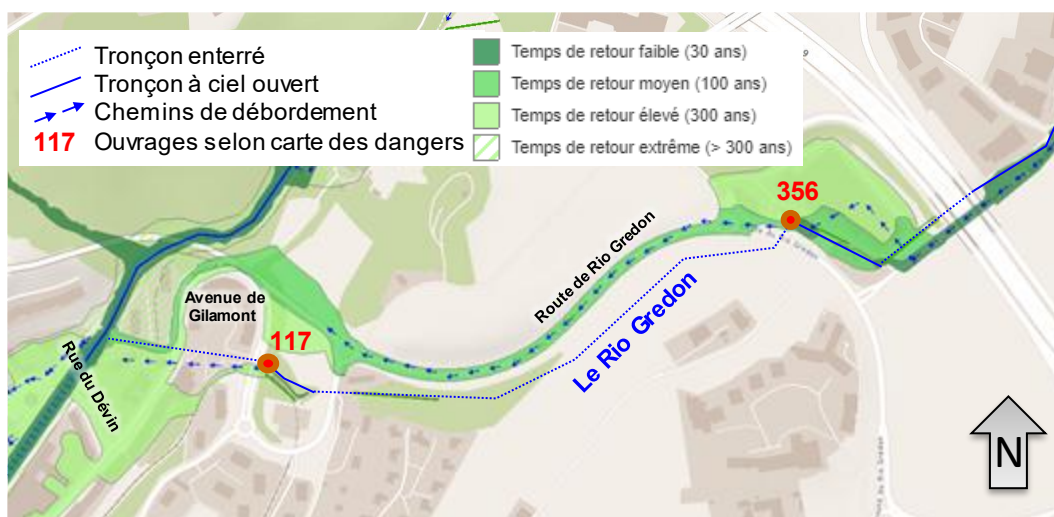 Tronçon enterré
Tronçon à ciel ouvert
Chemins de débordement
117 Ouvrages selon carte des dangers
Temps de retour faible (30 ans)
Temps de retour moyen (100 ans)
Temps de retour élevé (300 ans)
Temps de retour extrême (> 300 ans)
9
356
Route de Rio Gredon
Le Rio Gredon
Avenue de
Gilamont
117
Rue du Dévin
N